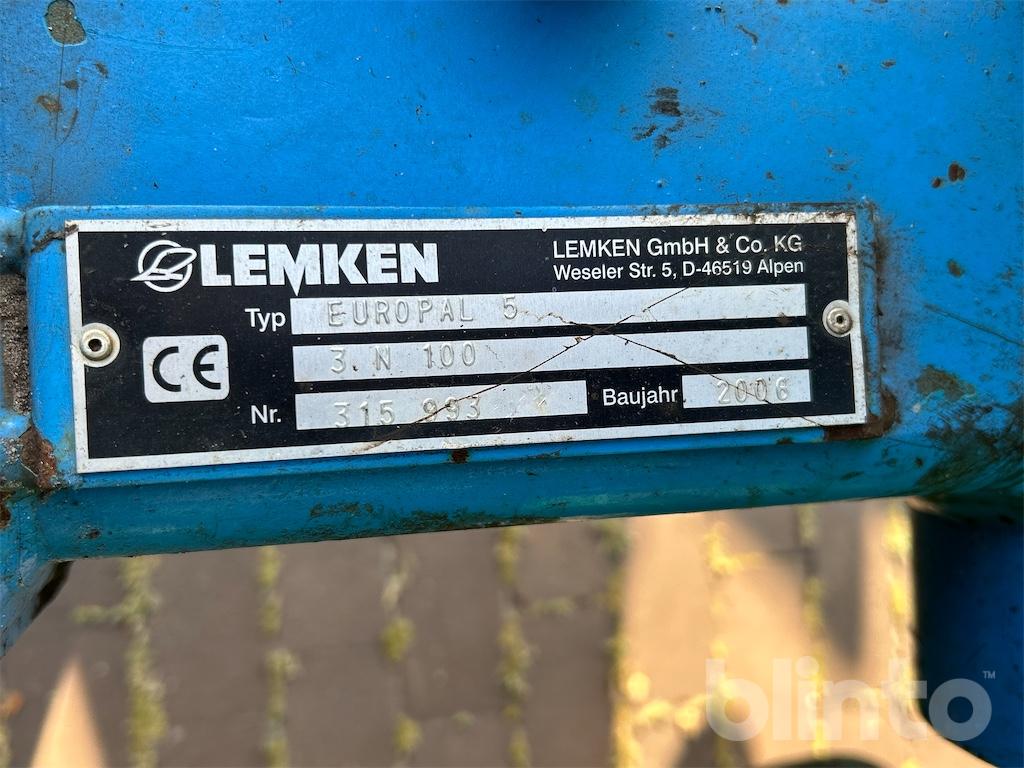 LEMKEN
LEMKEN GmbH & Co. KG
Weseler Str. 5, D-46519 Alpen
Typ EUROPAL 5
3.N 100
CE
Nr. 315 993 Baujahr 2006
blinto™